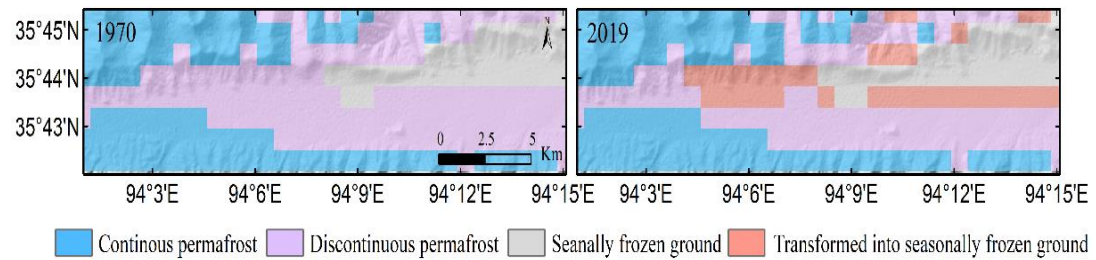 1970
2019
N
35°45'N
35°44'N
35°43'N
0 2.5 5
Km
94°3'E 94°6'E 94°9'E 94°12'E 94°15'E 94°3'E 94°6'E 94°9'E 94°12'E 94°15'E
Continous permafrost Discontinuous permafrost Seanally frozen ground Transformed into seasonally frozen ground